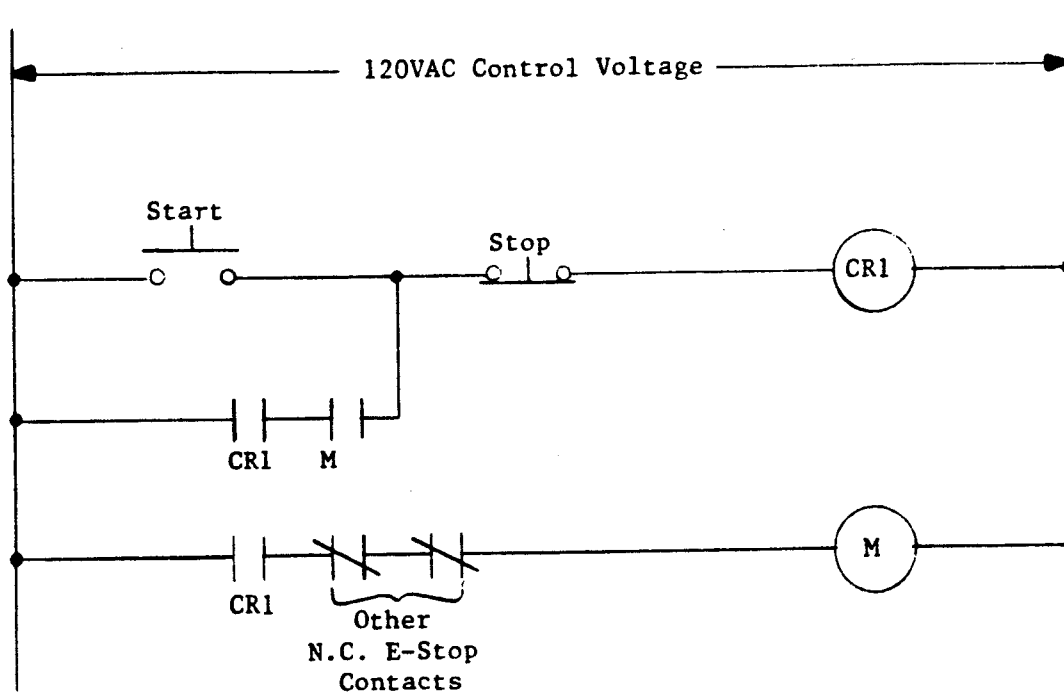 120VAC Control Voltage
Start
Stop
CR1
CR1 M
M
CR1
Other
N.C. E-Stop
Contacts